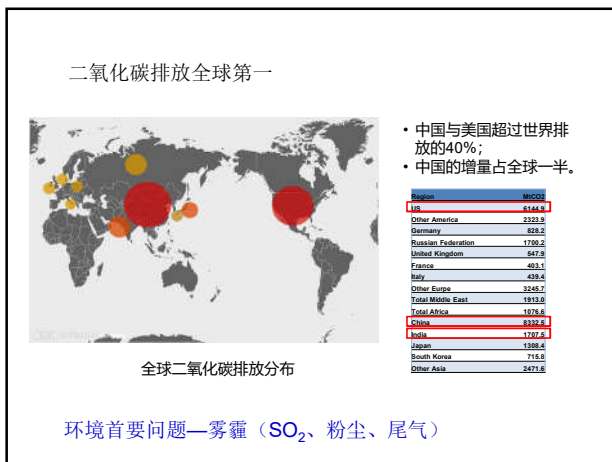 二氧化碳排放全球第一
• 中国与美国超过世界排
放的40%；
• 中国的增量占全球一半。
Region MtCO2
US 6144.9
Other America 2323.9
Germany 828.2
Russian Federation 1700.2
United Kingdom 547.9
France 403.1
Italy 439.4
Other Eurpe 3245.7
Total Middle East 1913.0
Total Africa 1076.6
China 8332.5
India 1707.5
Japan 1308.4
South Korea 715.8
Other Asia 2471.6
全球二氧化碳排放分布
环境首要问题—雾霾（SO₂、粉尘、尾气）